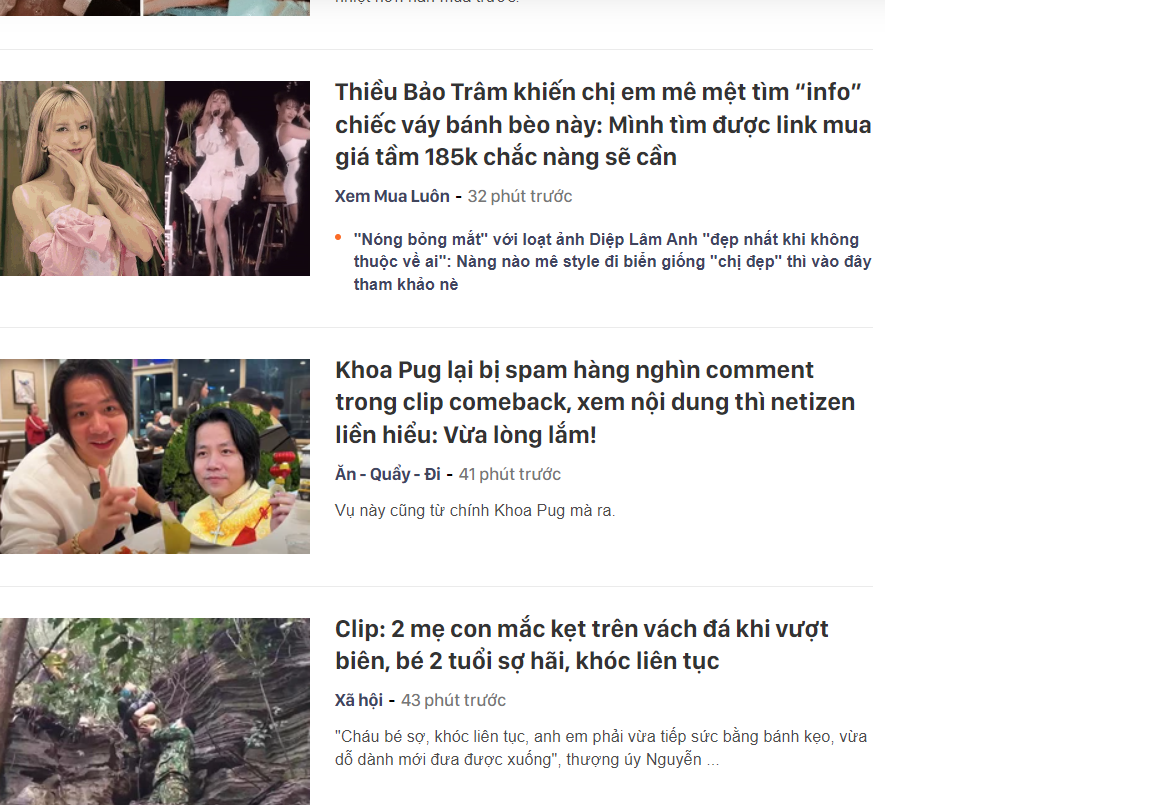 Thiều Bảo Trâm khiến chị em mê mệt tìm “info”
chiếc váy bánh bèo này: Mình tìm được link mua
giá tầm 185k chắc nàng sẽ cần
Xem Mua Luôn - 32 phút trước
"Nóng bỏng mắt" với loạt ảnh Diệp Lâm Anh "đẹp nhất khi không
thuộc về ai": Nàng nào mê style đi biển giống "chị đẹp" thì vào đây
tham khảo nè
Khoa Pug lại bị spam hàng nghìn comment
trong clip comeback, xem nội dung thì netizen
liền hiểu: Vừa lòng lắm!
Ăn - Quẩy - Đi - 41 phút trước
Vụ này cũng từ chính Khoa Pug mà ra.
Clip: 2 mẹ con mắc kẹt trên vách đá khi vượt
biên, bé 2 tuổi sợ hãi, khóc liên tục
Xã hội - 43 phút trước
"Cháu bé sợ, khóc liên tục, anh em phải vừa tiếp sức bằng bánh kẹo, vừa
dỗ dành mới đưa được xuống", thượng úy Nguyễn ...